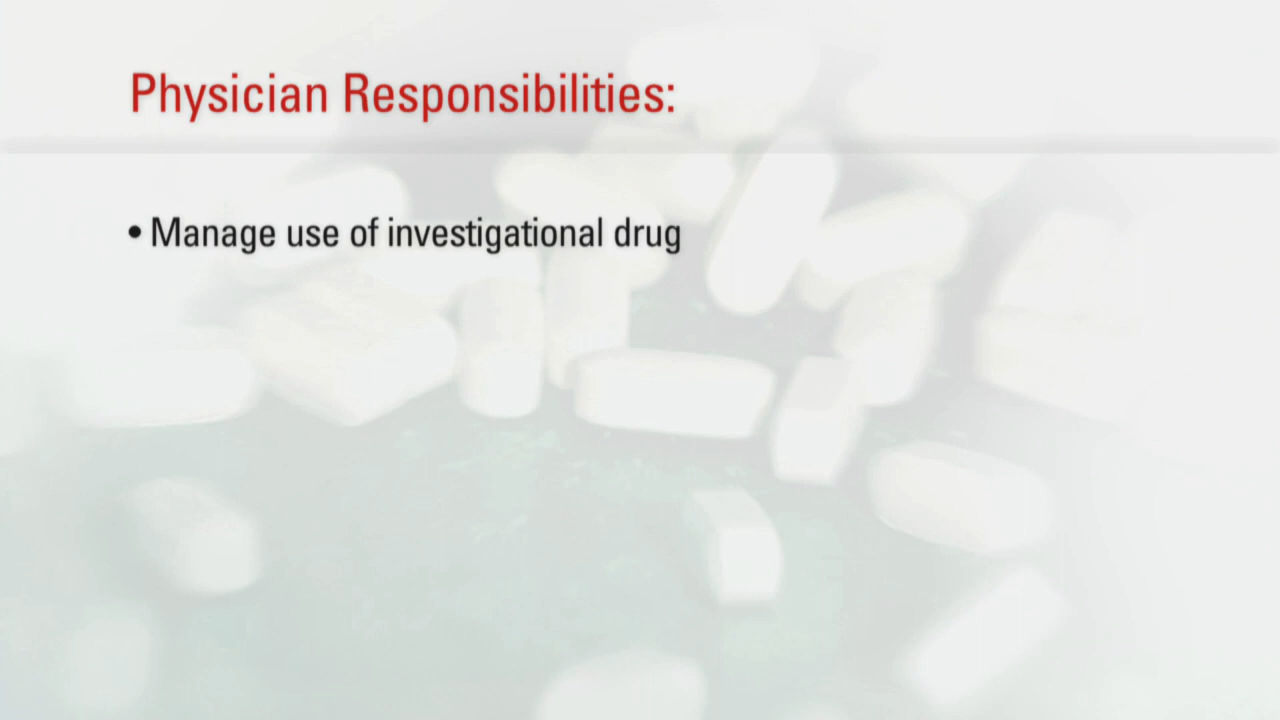 Physician Responsibilities:
• Manage use of investigational drug